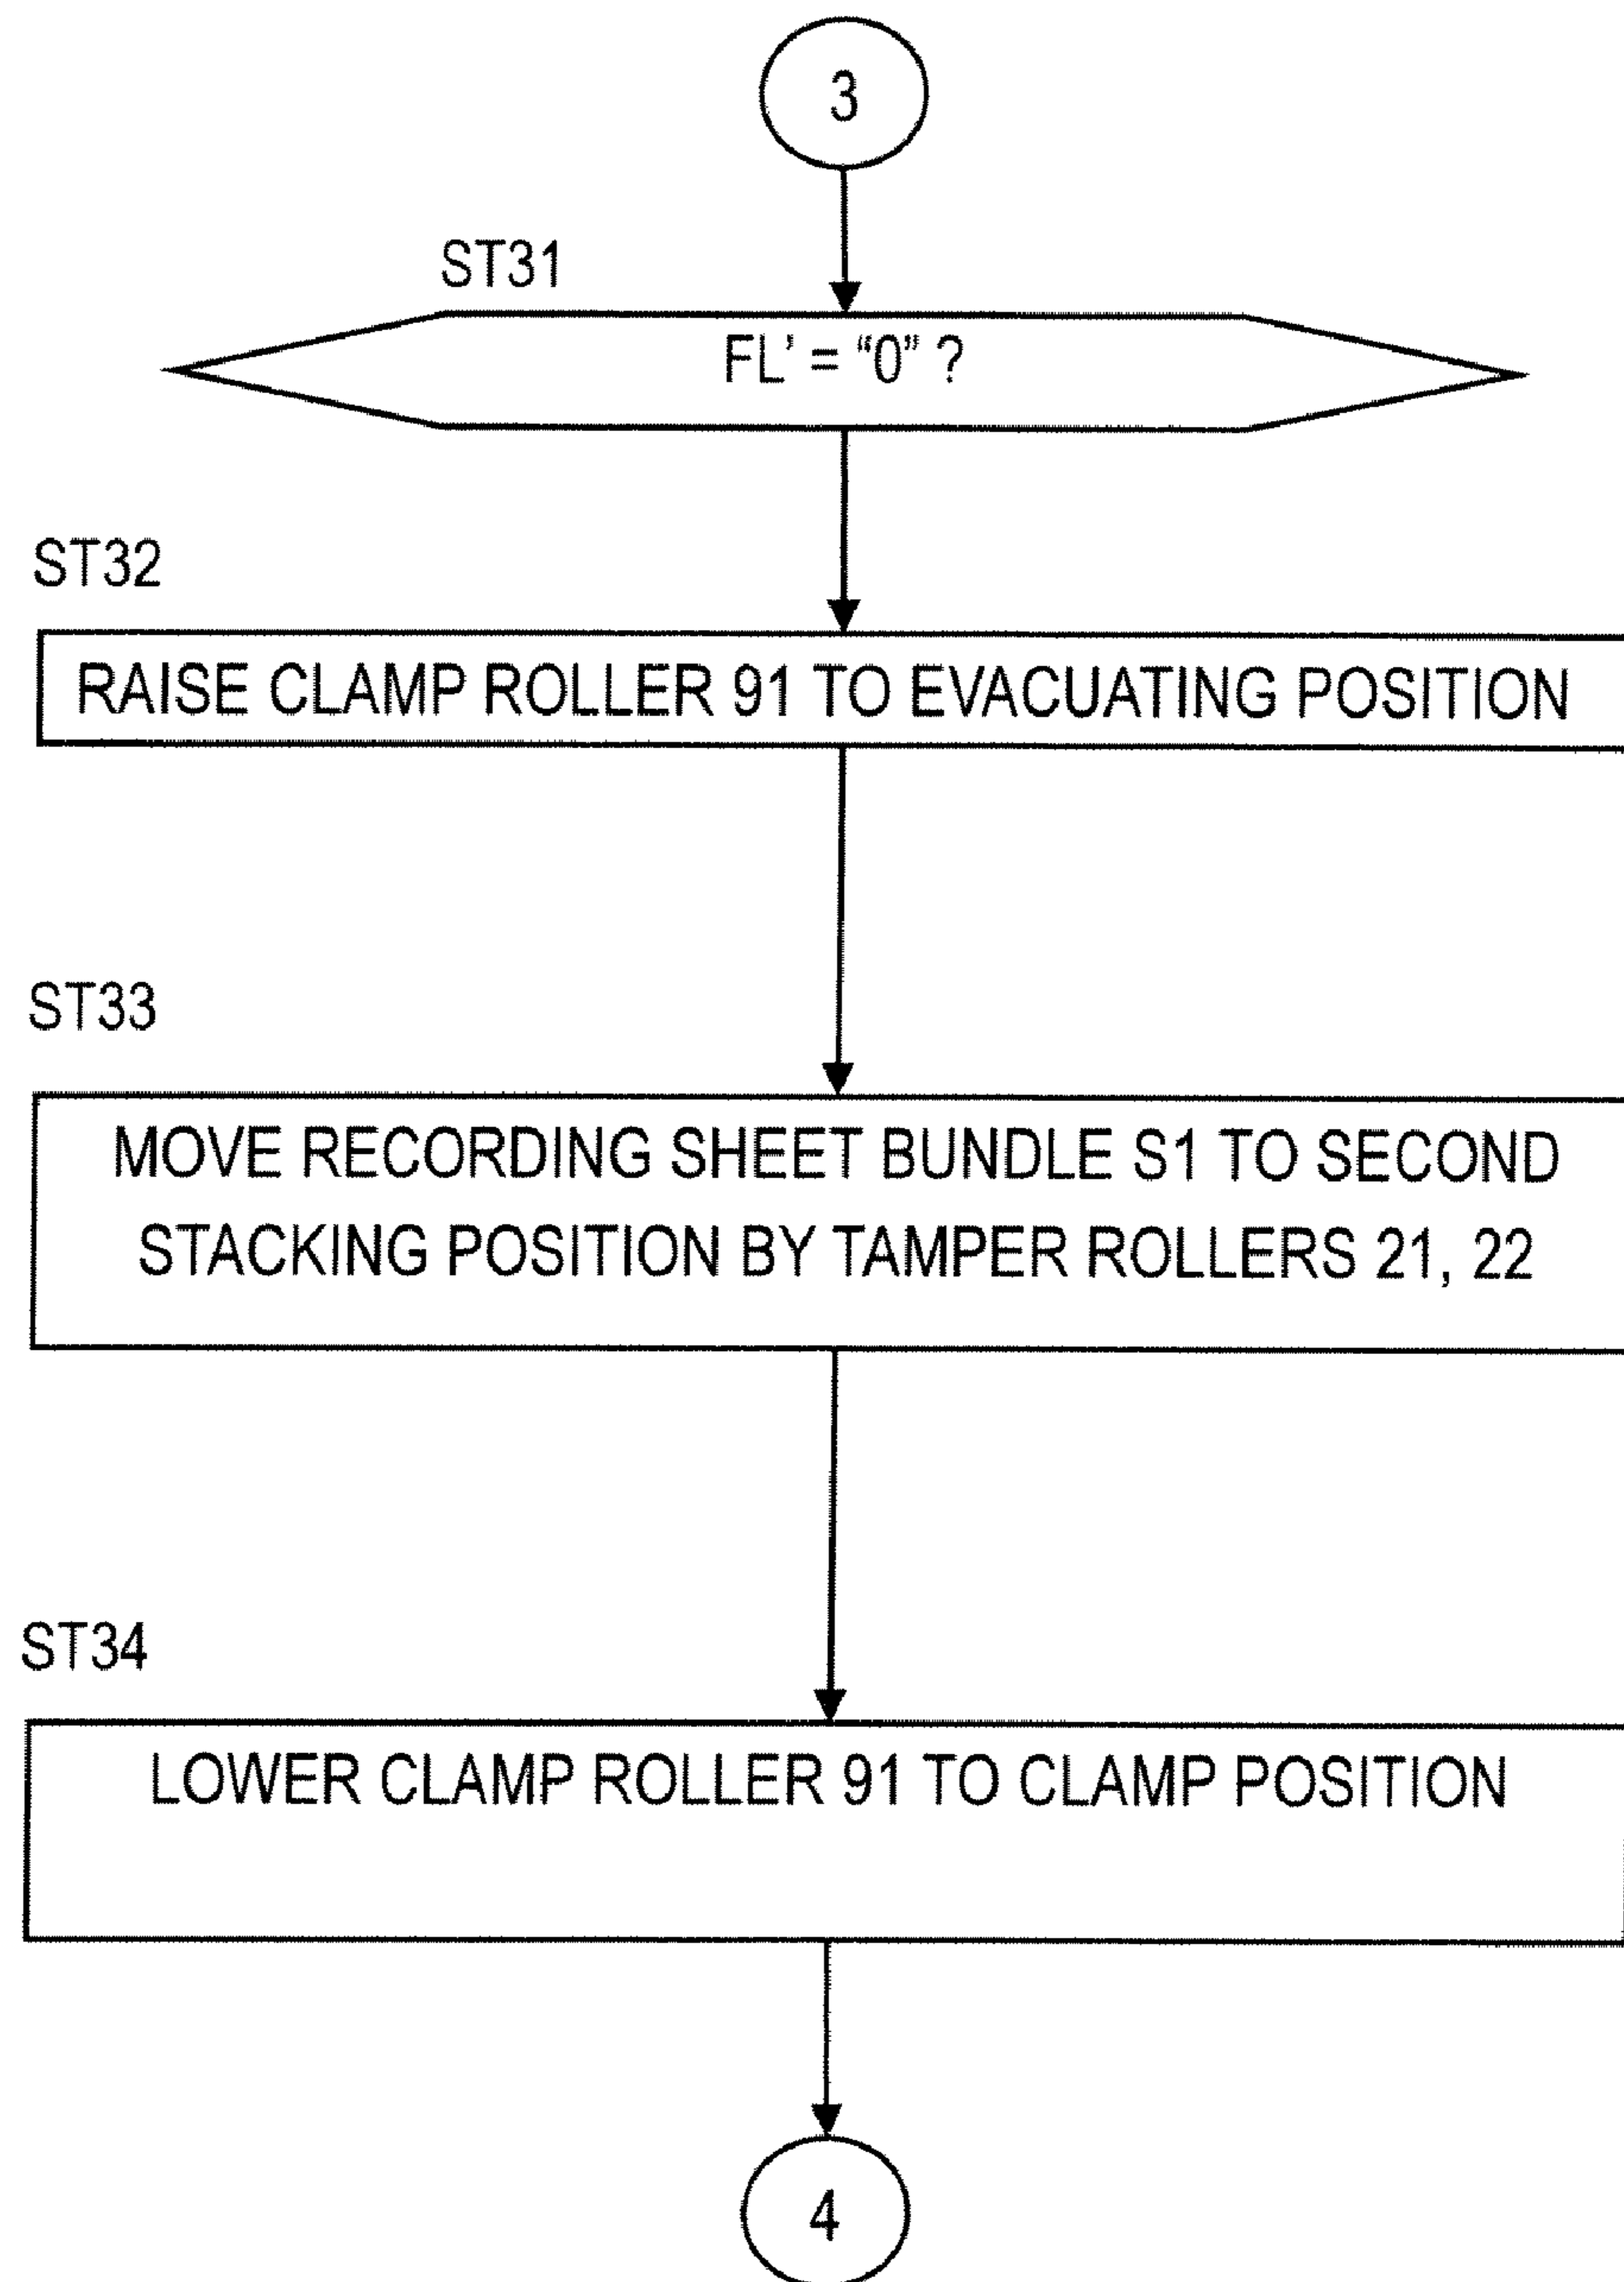 3
ST31
FL' = “0” ?
ST32
RAISE CLAMP ROLLER 91 TO EVACUATING POSITION
ST33
MOVE RECORDING SHEET BUNDLE S1 TO SECOND
STACKING POSITION BY TAMPER ROLLERS 21, 22
ST34
LOWER CLAMP ROLLER 91 TO CLAMP POSITION
4